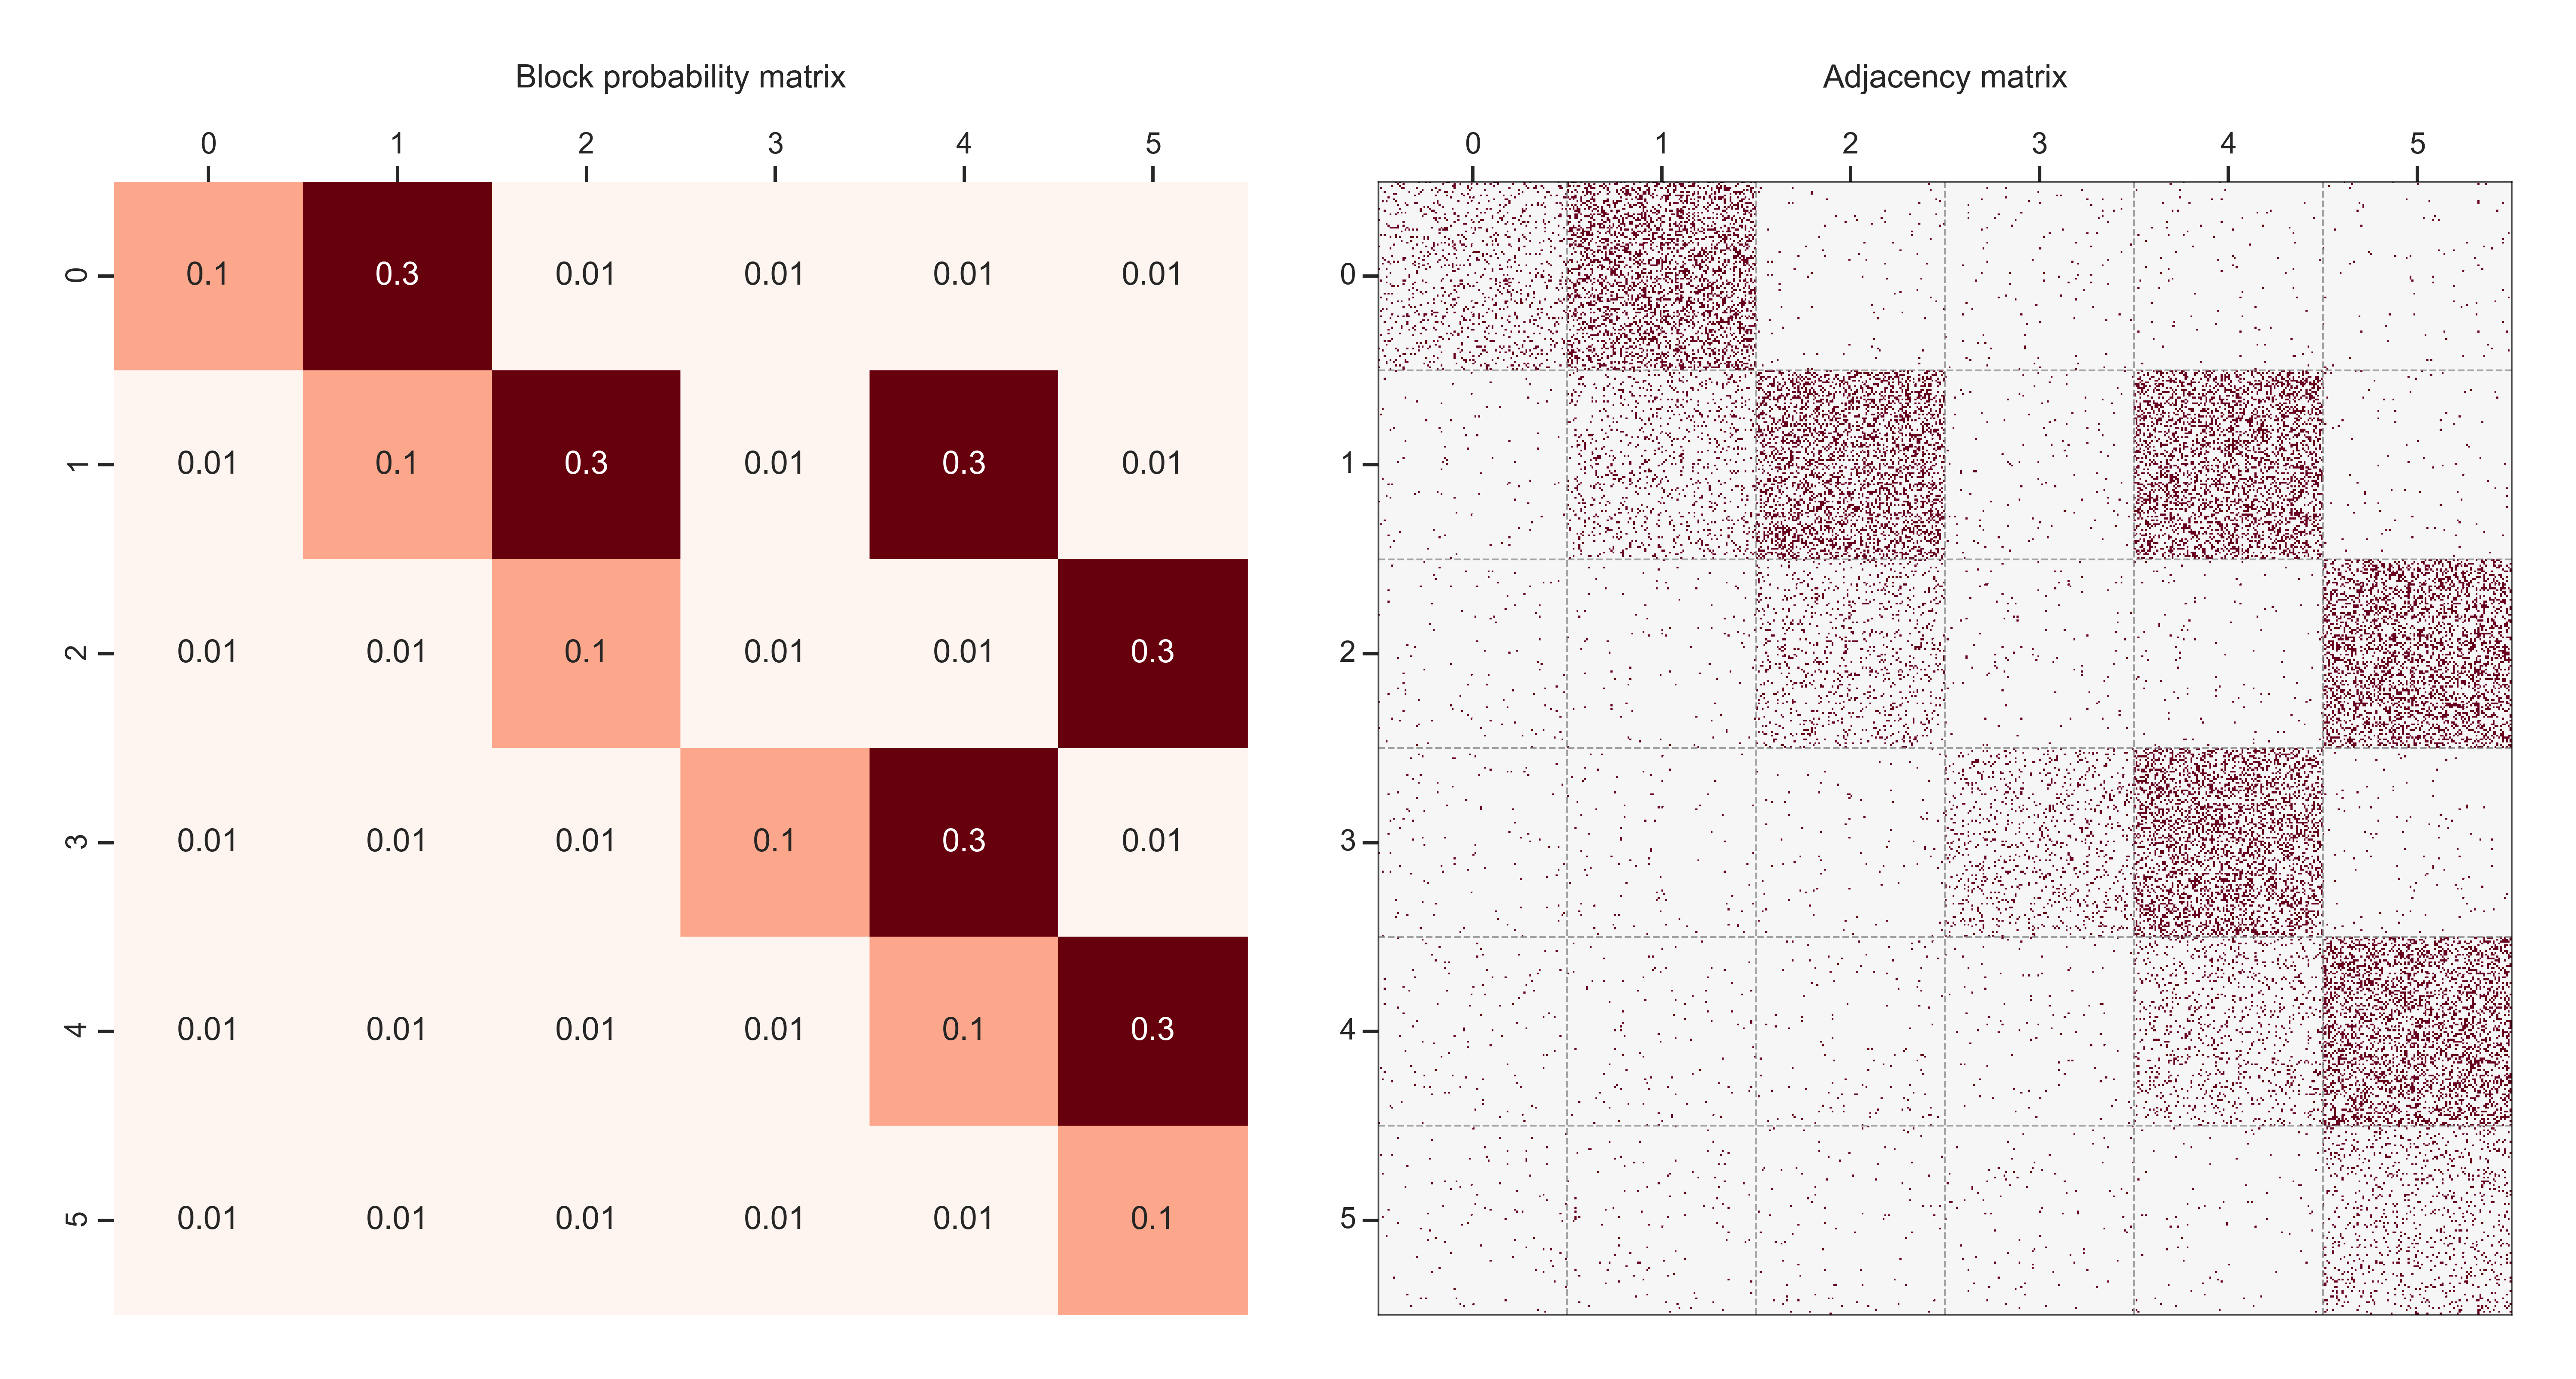 Block probability matrix
0 1 2 3 4 5
0 0.1 0.3 0.01 0.01 0.01 0.01
1 0.01 0.1 0.3 0.01 0.3 0.01
2 0.01 0.01 0.1 0.01 0.01 0.3
3 0.01 0.01 0.01 0.1 0.3 0.01
4 0.01 0.01 0.01 0.01 0.1 0.3
5 0.01 0.01 0.01 0.01 0.01 0.1
Adjacency matrix
0 1 2 3 4 5
0
1
2
3
4
5